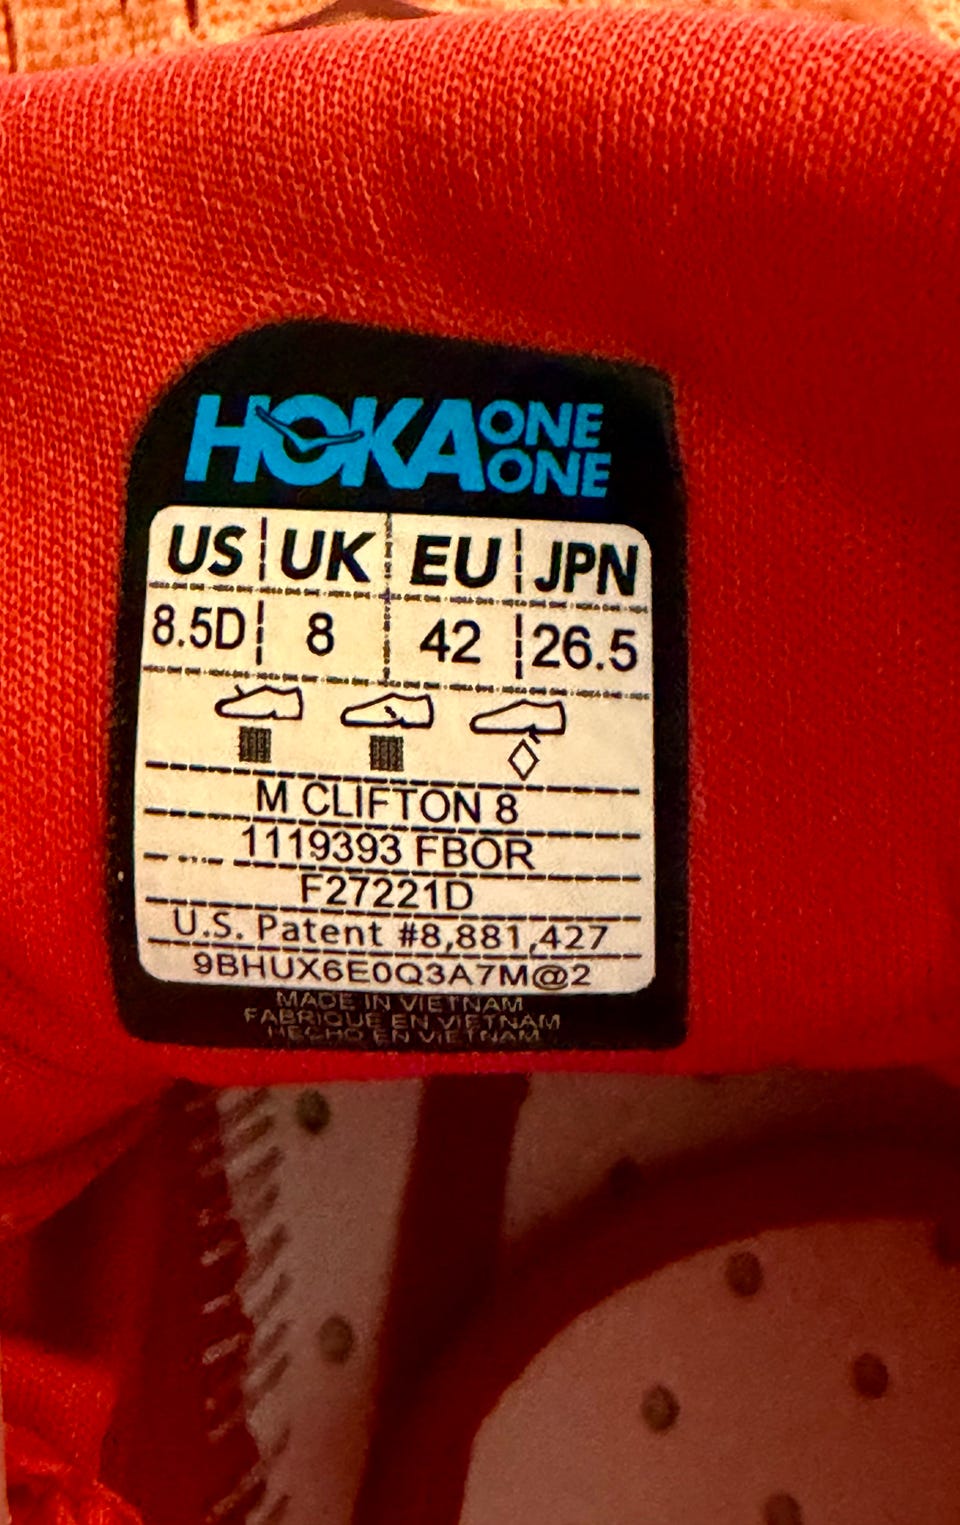 HOKA ONE ONE
US UK EU JPN
8.5D 8 42 26.5
M CLIFTON 8
1119393 FBOR
F27221D
U.S. Patent #8,881,427
9BHUX6E0Q3A7M@2
MADE IN VIETNAM
FABRIQUE EN VIETNAM
HECHO EN VIETNAM